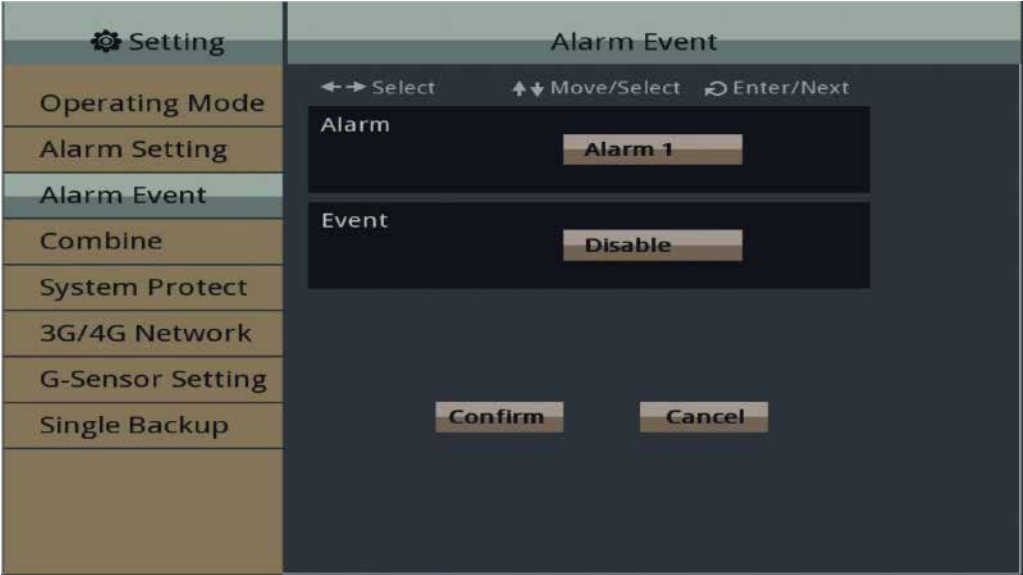 Setting
Alarm Event
Operating Mode
Alarm Setting
Alarm Event
Combine
System Protect
3G/4G Network
G-Sensor Setting
Single Backup
Select Move/Select Enter/Next
Alarm
Alarm 1
Event
Disable
Confirm Cancel